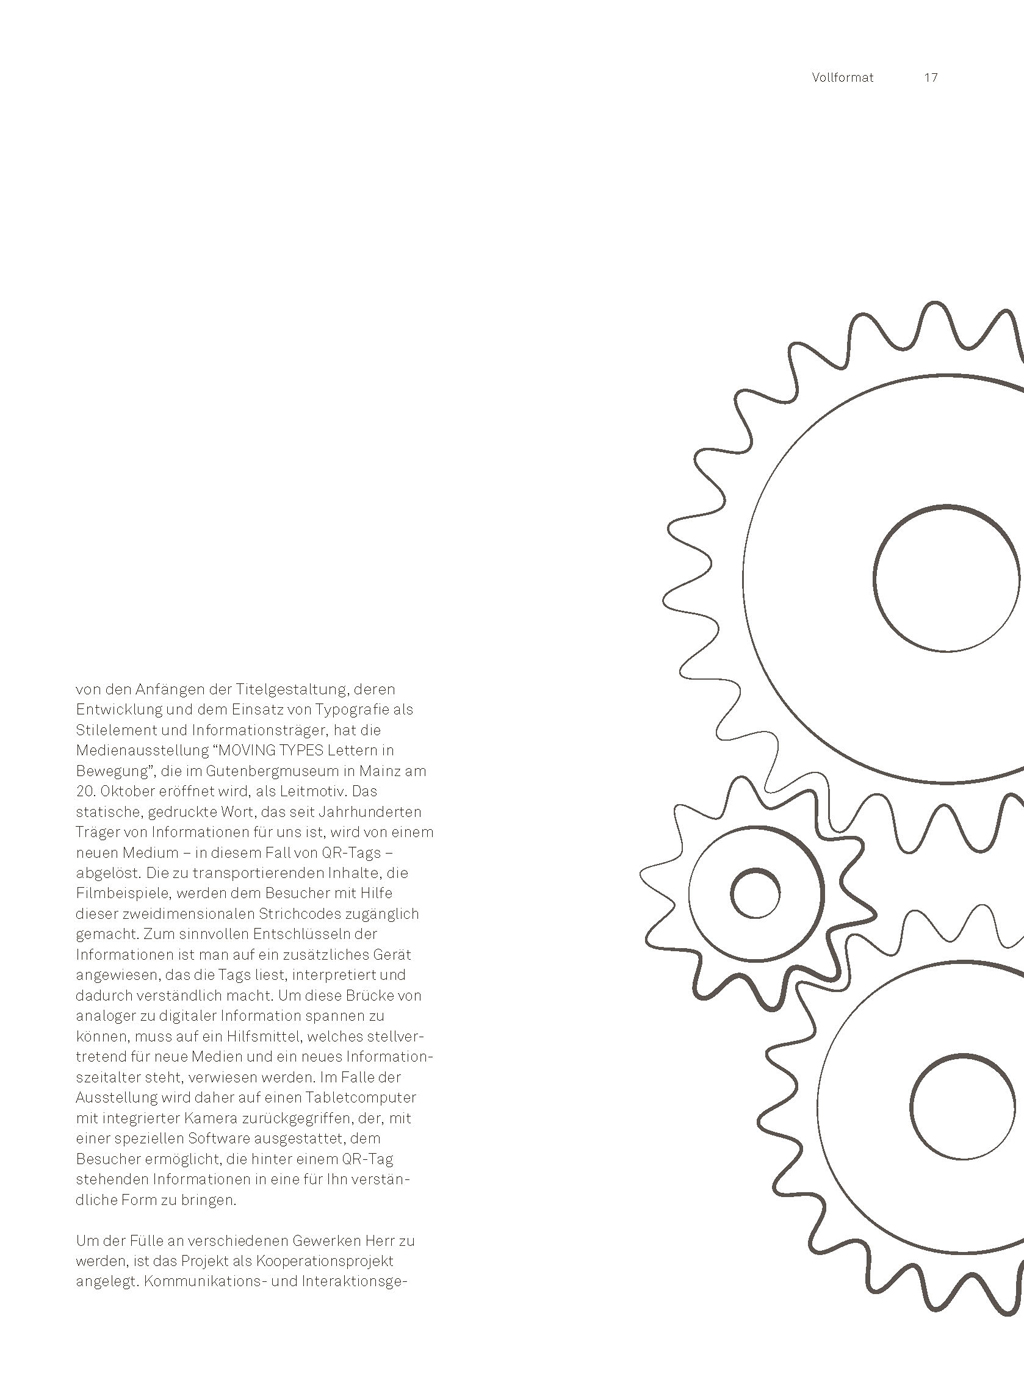 Vollformat 17
von den Anfängen der Titelgestaltung, deren
Entwicklung und dem Einsatz von Typografie als
Stilelement und Informationsträger, hat die
Medienausstellung “MOVING TYPES Lettern in
Bewegung”, die im Gutenbergmuseum in Mainz am
20. Oktober eröffnet wird, als Leitmotiv. Das
statische, gedruckte Wort, das seit Jahrhunderten
Träger von Informationen für uns ist, wird von einem
neuen Medium – in diesem Fall von QR-Tags –
abgelöst. Die zu transportierenden Inhalte, die
Filmbeispiele, werden dem Besucher mit Hilfe
dieser zweidimensionalen Strichcodes zugänglich
gemacht. Zum sinnvollen Entschlüsseln der
Informationen ist man auf ein zusätzliches Gerät
angewiesen, das die Tags liest, interpretiert und
dadurch verständlich macht. Um diese Brücke von
analoger zu digitaler Information spannen zu
können, muss auf ein Hilfsmittel, welches stellver-
tretend für neue Medien und ein neues Information-
szeitalter steht, verwiesen werden. Im Falle der
Ausstellung wird daher auf einen Tabletcomputer
mit integrierter Kamera zurückgegriffen, der, mit
einer speziellen Software ausgestattet, dem
Besucher ermöglicht, die hinter einem QR-Tag
stehenden Informationen in eine für Ihn verstän-
dliche Form zu bringen.
Um der Fülle an verschiedenen Gewerken Herr zu
werden, ist das Projekt als Kooperationsprojekt
angelegt. Kommunikations- und Interaktionsge-